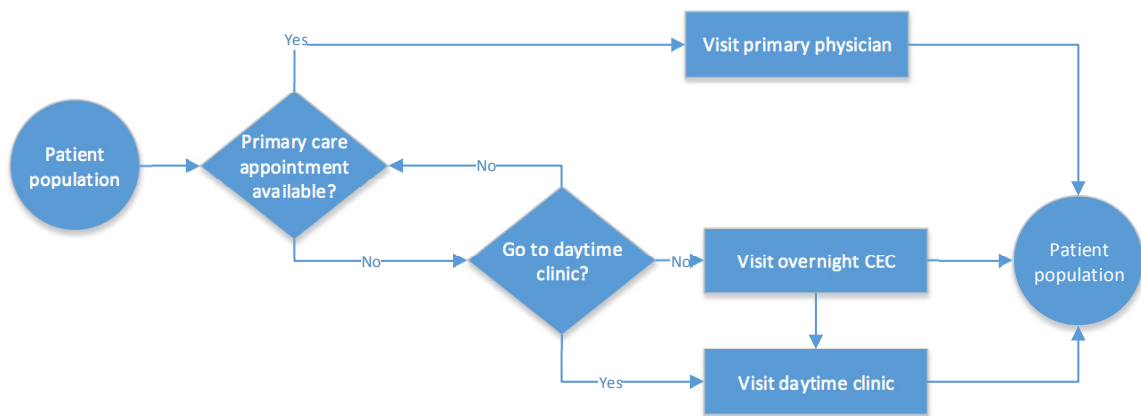 Yes
Visit primary physician
Patient
population
Primary care
appointment
available?
No
No
Go to daytime
clinic?
No
Visit overnight CEC
Patient
population
Yes
Visit daytime clinic